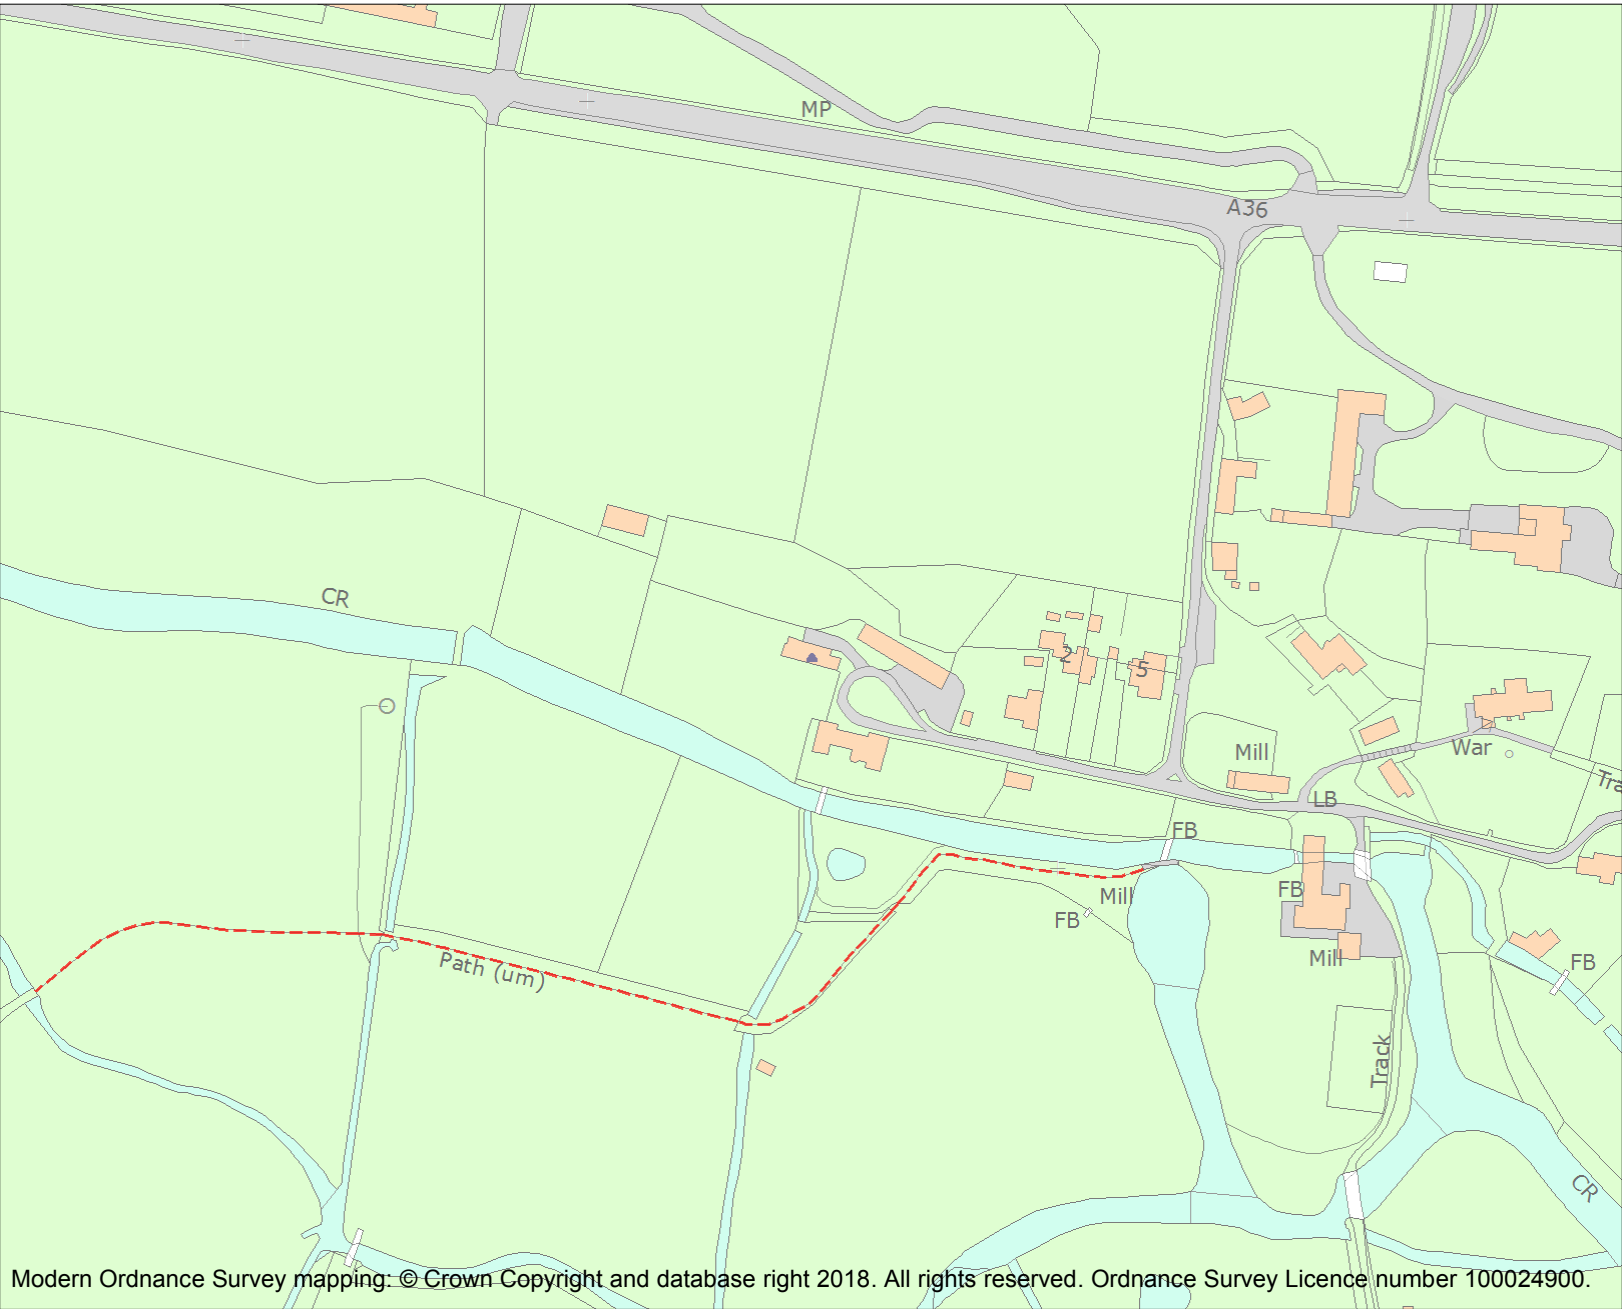 MP
A36
CR
2
5
Mill
War
Tra
LB
FB
Mill
FB
FB
Path (um)
Mill
FB
Track
CR
Modern Ordnance Survey mapping: © Crown Copyright and database right 2018. All rights reserved. Ordnance Survey Licence number 100024900.